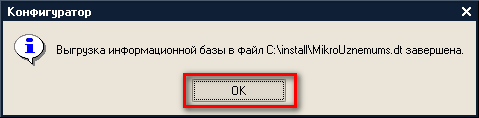 Конфигуратор
Выгрузка информационной базы в файл C:\install\MikroUznemums.dt завершена.
OK